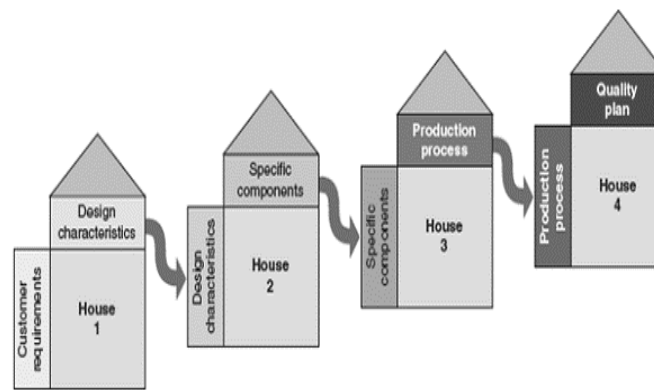 Customer
requirements
Design
characteristics
House
1
Design
characteristics
Specific
components
House
2
Specific
components
Production
process
House
3
Production
process
Quality
plan
House
4